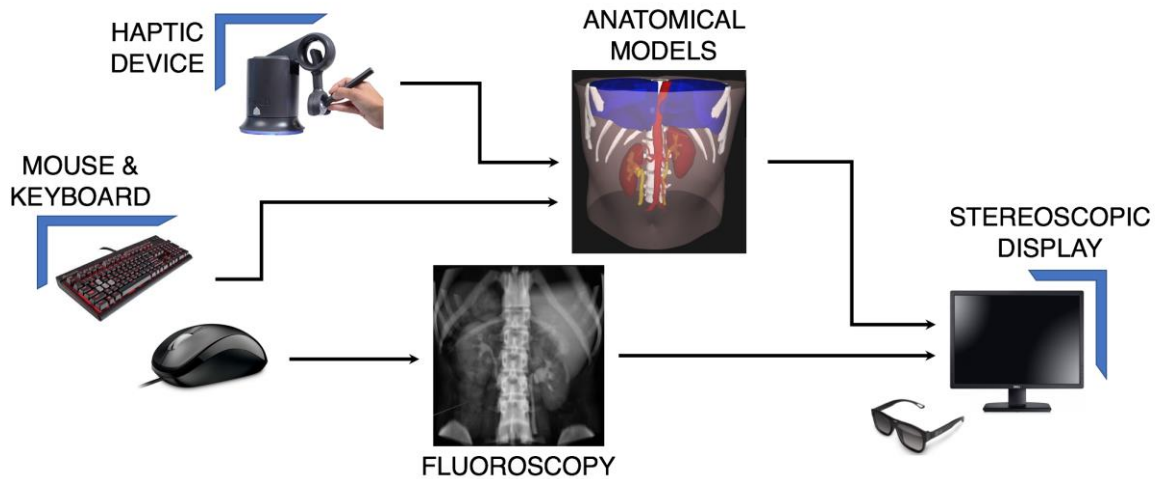 HAPTIC
DEVICE
ANATOMICAL
MODELS
MOUSE &
KEYBOARD
STEREOSCOPIC
DISPLAY
FLUOROSCOPY